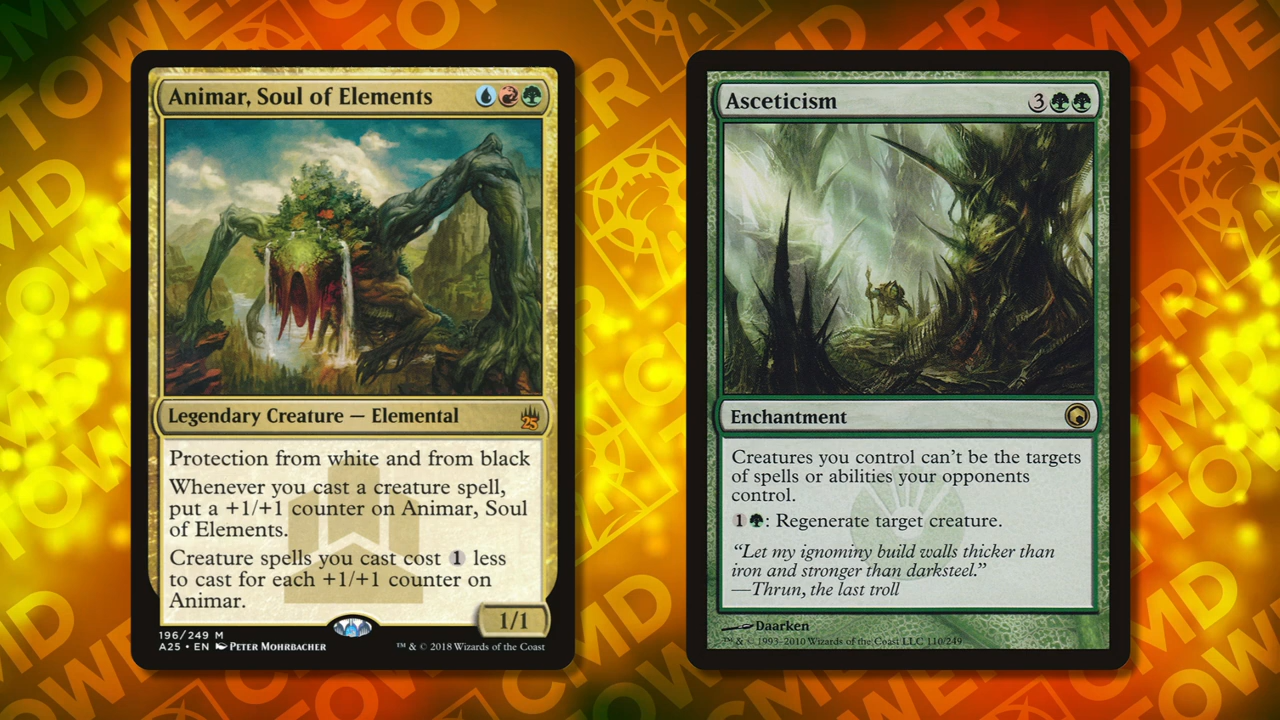 Animar, Soul of Elements
Legendary Creature — Elemental
25
Protection from white and from black
Whenever you cast a creature spell,
put a +1/+1 counter on Animar, Soul
of Elements.
Creature spells you cast cost 1 less
to cast for each +1/+1 counter on
Animar.
1/1
196/249 M
A25 • EN PETER MOHRBACHER
™ & © 2018 Wizards of the Coast
Asceticism
3
Enchantment
Creatures you control can't be the targets
of spells or abilities your opponents
control.
1 : Regenerate target creature.
“Let my ignominy build walls thicker than
iron and stronger than darksteel.”
—Thrun, the last troll
Daarken
™ & © 1993-2010 Wizards of the Coast LLC 110/249
CMD
TOWER